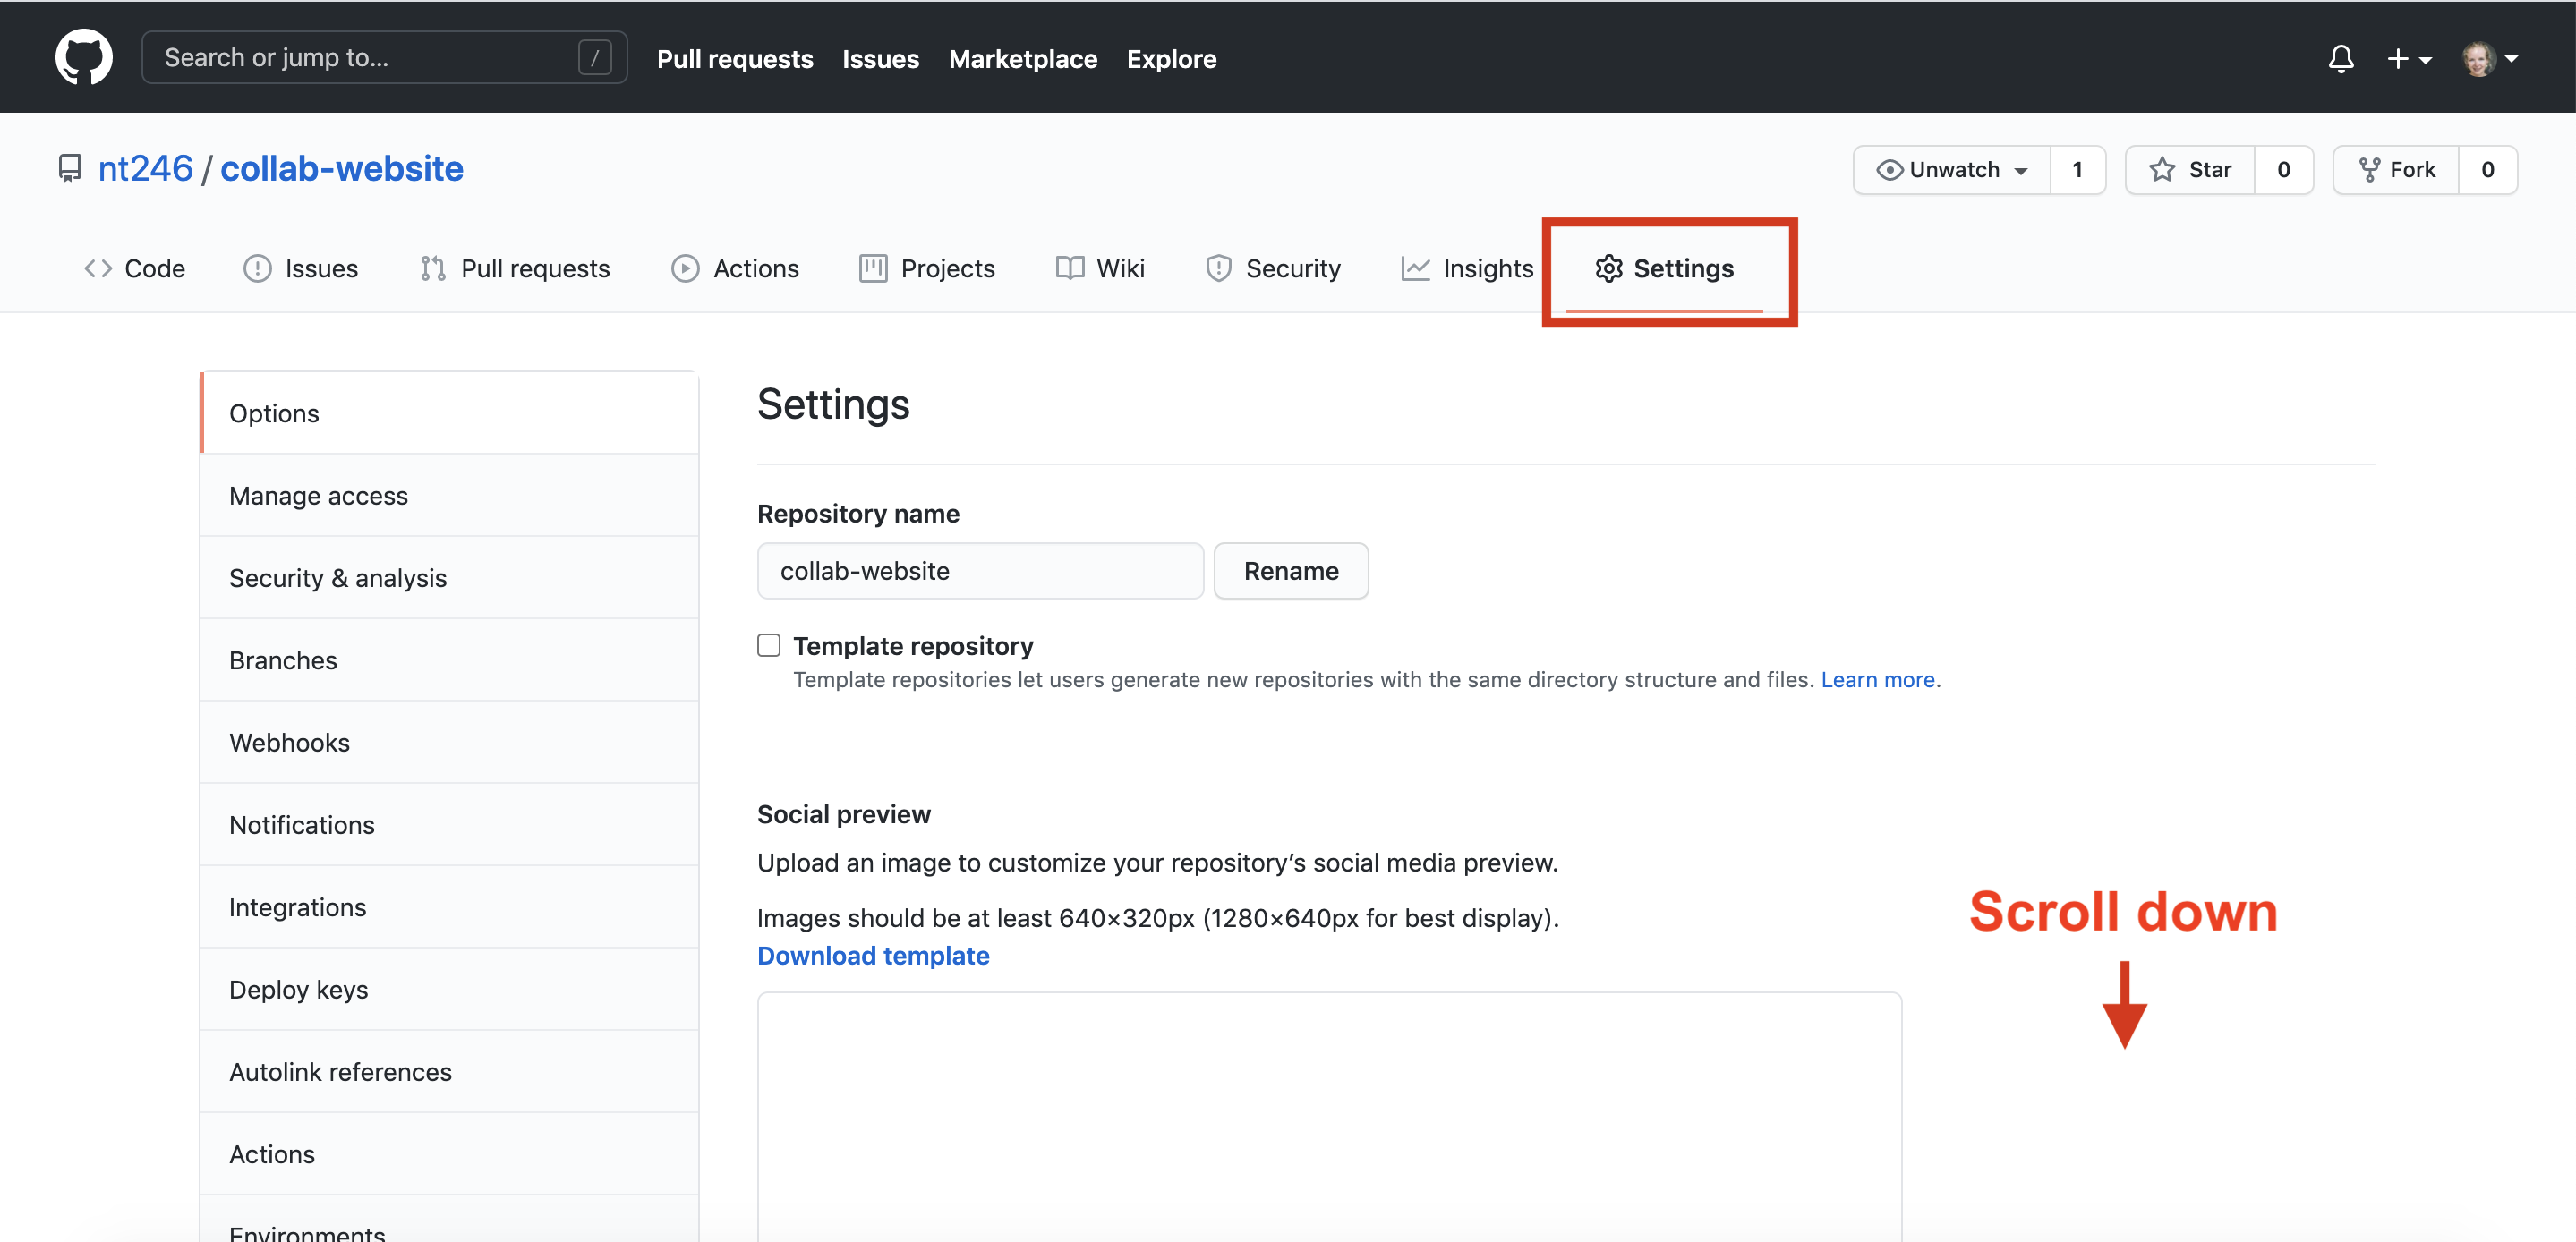 Search or jump to... /
Pull requests Issues Marketplace Explore
nt246 / collab-website
Unwatch 1 Star 0 Fork 0
Code Issues Pull requests Actions Projects Wiki Security Insights Settings
Options
Manage access
Security & analysis
Branches
Webhooks
Notifications
Integrations
Deploy keys
Autolink references
Actions
Environments
Settings
Repository name
collab-website Rename
Template repository
Template repositories let users generate new repositories with the same directory structure and files. Learn more.
Social preview
Upload an image to customize your repository’s social media preview.
Images should be at least 640×320px (1280×640px for best display).
Download template
Scroll down